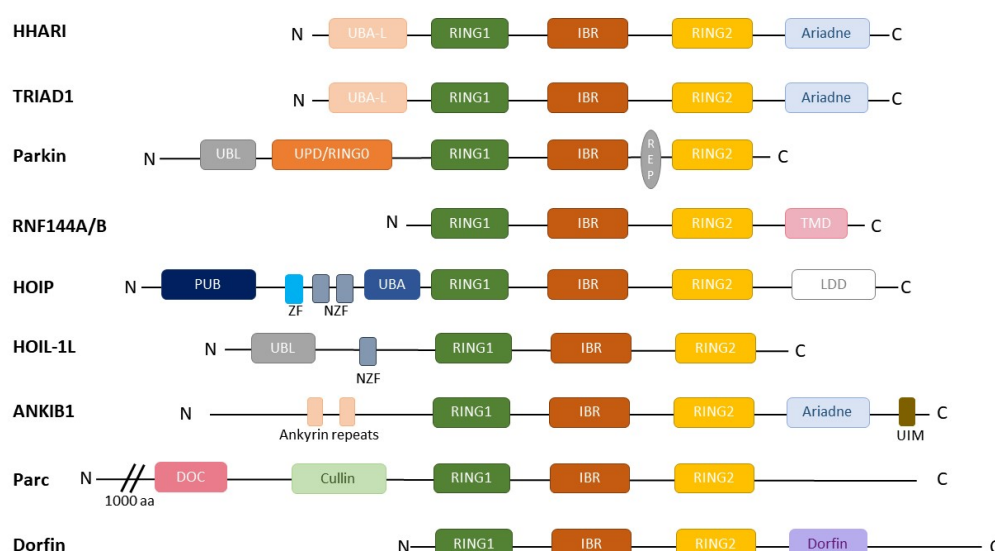 HHARI N UBA-L RING1 IBR RING2 Ariadne C
TRIAD1 N UBA-L RING1 IBR RING2 Ariadne C
Parkin N UBL UPD/RING0 RING1 IBR REP RING2 C
RNF144A/B N RING1 IBR RING2 TMD C
HOIP N PUB UBA RING1 IBR RING2 LDD C
ZF NZF
HOIL-1L N UBL RING1 IBR RING2 C
NZF
ANKIB1 N RING1 IBR RING2 Ariadne C
Ankyrin repeats UIM
Parc N DOC Cullin RING1 IBR RING2 C
1000 aa
Dorfin N RING1 IBR RING2 Dorfin C